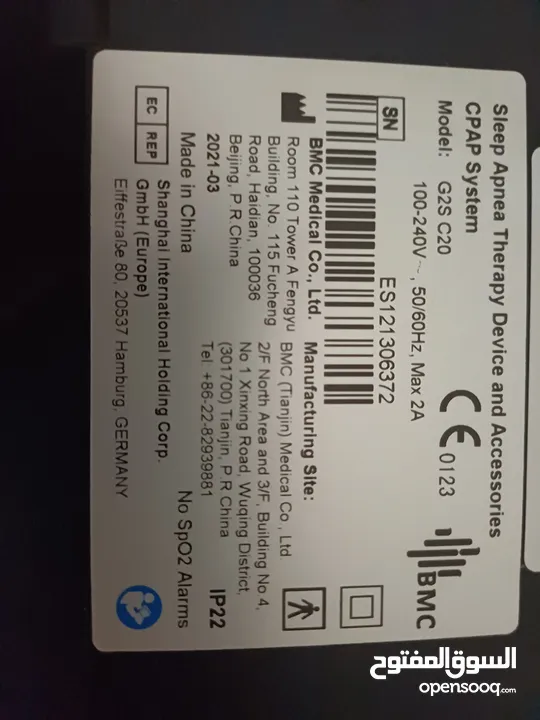 Sleep Apnea Therapy Device and Accessories
CPAP System
Model: G2S C20
100-240V~, 50/60Hz, Max 2A
CE 0123
BMC
SN
ES121306372
BMC Medical Co., Ltd.
Room 110 Tower A Fengyu
Building, No. 115 Fucheng
Road, Haidian, 100036
Beijing, P.R.China
2021-03
Manufacturing Site:
BMC (Tianjin) Medical Co., Ltd
2/F North Area and 3/F, Building No.4,
No.1 Xinxing Road, Wuqing District,
(301700) Tianjin, P.R.China
Tel: +86-22-82939881
Made in China
IP22
EC REP
Shanghai International Holding Corp.
GmbH (Europe)
Eiffestraße 80, 20537 Hamburg, GERMANY
No SpO2 Alarms
السوق المفتوح
opensooq.com